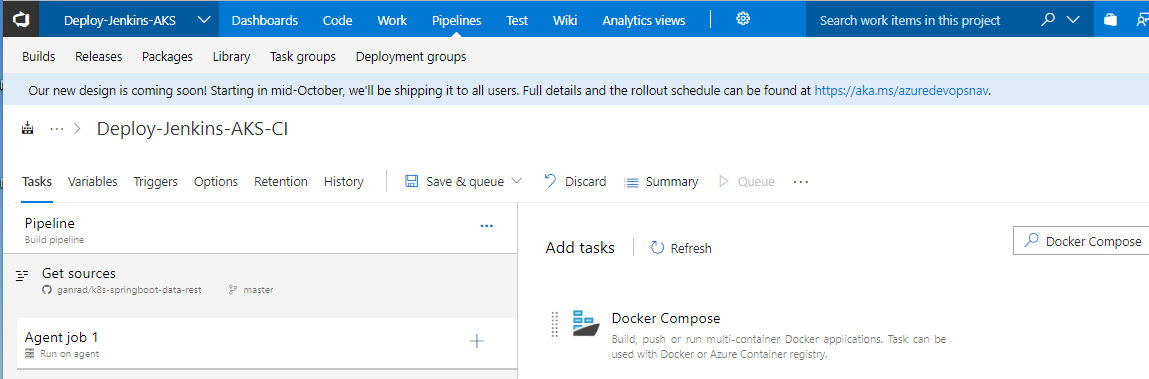 Deploy-Jenkins-AKS Dashboards Code Work Pipelines Test Wiki Analytics views Search work items in this project
Builds Releases Packages Library Task groups Deployment groups
Our new design is coming soon! Starting in mid-October, we'll be shipping it to all users. Full details and the rollout schedule can be found at https://aka.ms/azuredevopsnav.
... > Deploy-Jenkins-AKS-CI
Tasks Variables Triggers Options Retention History Save & queue Discard Summary Queue ...
Pipeline ...
Build pipeline
Add tasks Refresh Docker Compose
Get sources
ganrad/k8s-springboot-data-rest master
Agent job 1 +
Run on agent
Docker Compose
Build, push or run multi-container Docker applications. Task can be
used with Docker or Azure Container registry.